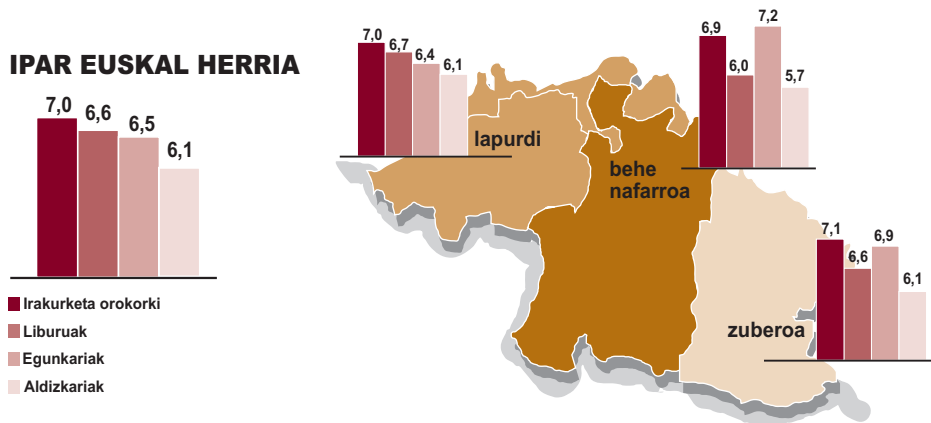 IPAR EUSKAL HERRIA
7,0
6,6
6,5
6,1
Irakurketa orokorki
Liburuak
Egunkariak
Aldizkariak
7,0
6,7
6,4
6,1
lapurdi
6,9
6,0
7,2
5,7
behe
nafarroa
7,1
6,6
6,9
6,1
zuberoa